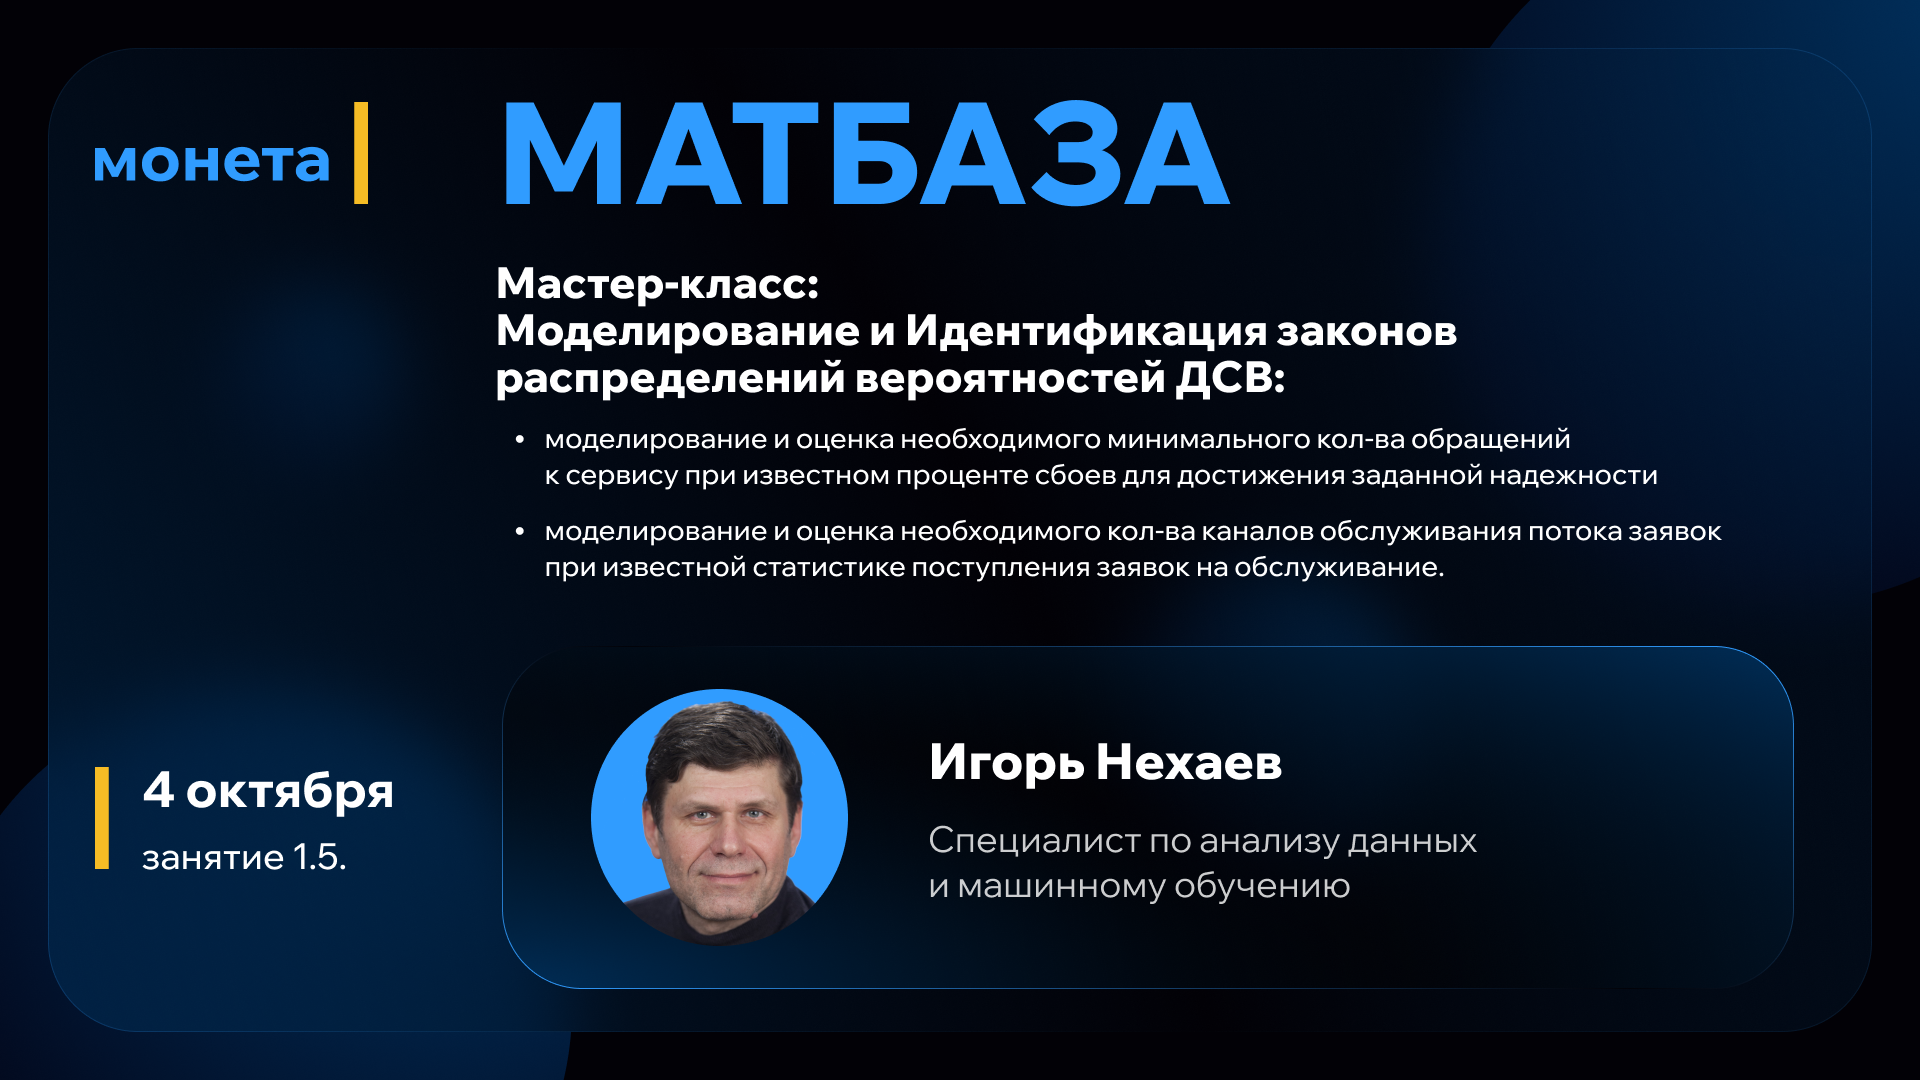 монета
МАТБАЗА
Мастер-класс:
Моделирование и Идентификация законов
распределений вероятностей ДСВ:
• моделирование и оценка необходимого минимального кол-ва обращений
к сервису при известном проценте сбоев для достижения заданной надежности
• моделирование и оценка необходимого кол-ва каналов обслуживания потока заявок
при известной статистике поступления заявок на обслуживание.
4 октября
занятие 1.5.
Игорь Нехаев
Специалист по анализу данных
и машинному обучению